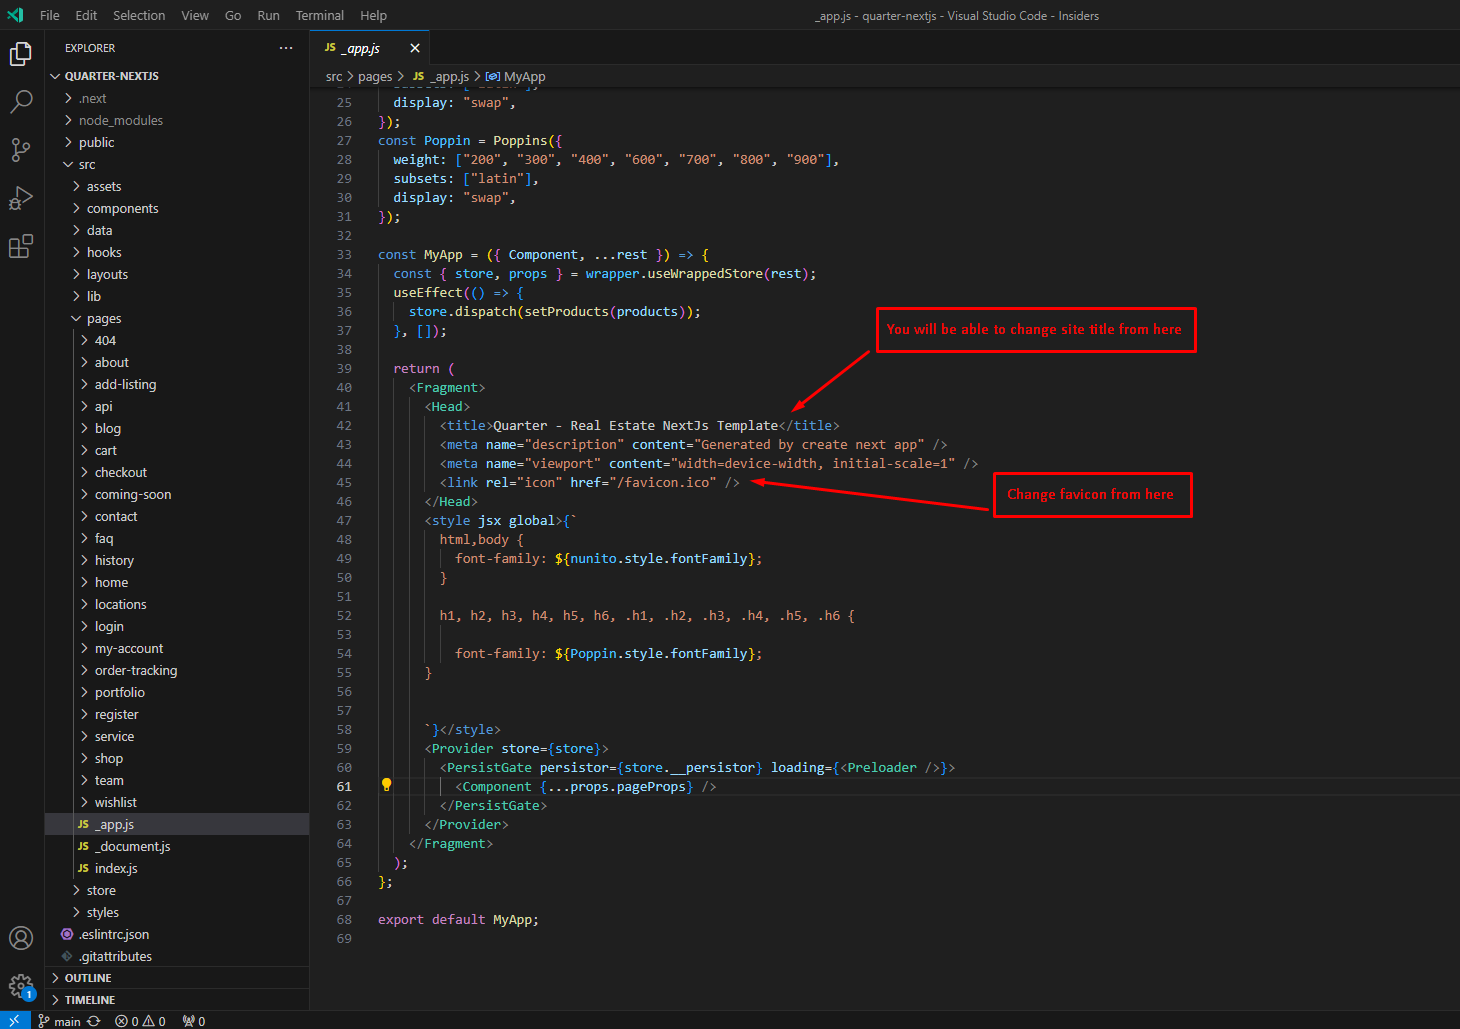 File Edit Selection View Go Run Terminal Help
_app.js - quarter-nextjs - Visual Studio Code - Insiders
EXPLORER ...
QUARTER-NEXTJS
.next
node_modules
public
src
assets
components
data
hooks
layouts
lib
pages
404
about
add-listing
api
blog
cart
checkout
coming-soon
contact
faq
history
home
locations
login
my-account
order-tracking
portfolio
register
service
shop
team
wishlist
JS _app.js
JS _document.js
JS index.js
store
styles
.eslintrc.json
.gitattributes
OUTLINE
TIMELINE
JS _app.js
src > pages > JS _app.js > MyApp
25 display: "swap",
26 });
27 const Poppin = Poppins({
28 weight: ["200", "300", "400", "600", "700", "800", "900"],
29 subsets: ["latin"],
30 display: "swap",
31 });
32
33 const MyApp = ({ Component, ...rest }) => {
34 const { store, props } = wrapper.useWrappedStore(rest);
35 useEffect(() => {
36 store.dispatch(setProducts(products));
37 }, []);
38
39 return (
40 <Fragment>
41 <Head>
42 <title>Quarter - Real Estate NextJs Template</title>
43 <meta name="description" content="Generated by create next app" />
44 <meta name="viewport" content="width=device-width, initial-scale=1" />
45 <link rel="icon" href="/favicon.ico" />
46 </Head>
47 <style jsx global>{`
48 html,body {
49 font-family: ${nunito.style.fontFamily};
50 }
51
52 h1, h2, h3, h4, h5, h6, .h1, .h2, .h3, .h4, .h5, .h6 {
53
54 font-family: ${Poppin.style.fontFamily};
55 }
56
57
58 `}</style>
59 <Provider store={store}>
60 <PersistGate persistor={store.__persistor} loading={<Preloader />}>
61 <Component {...props.pageProps} />
62 </PersistGate>
63 </Provider>
64 </Fragment>
65 );
66 };
67
68 export default MyApp;
69
You will be able to change site title from here
Change favicon from here
1
main 0 0 0